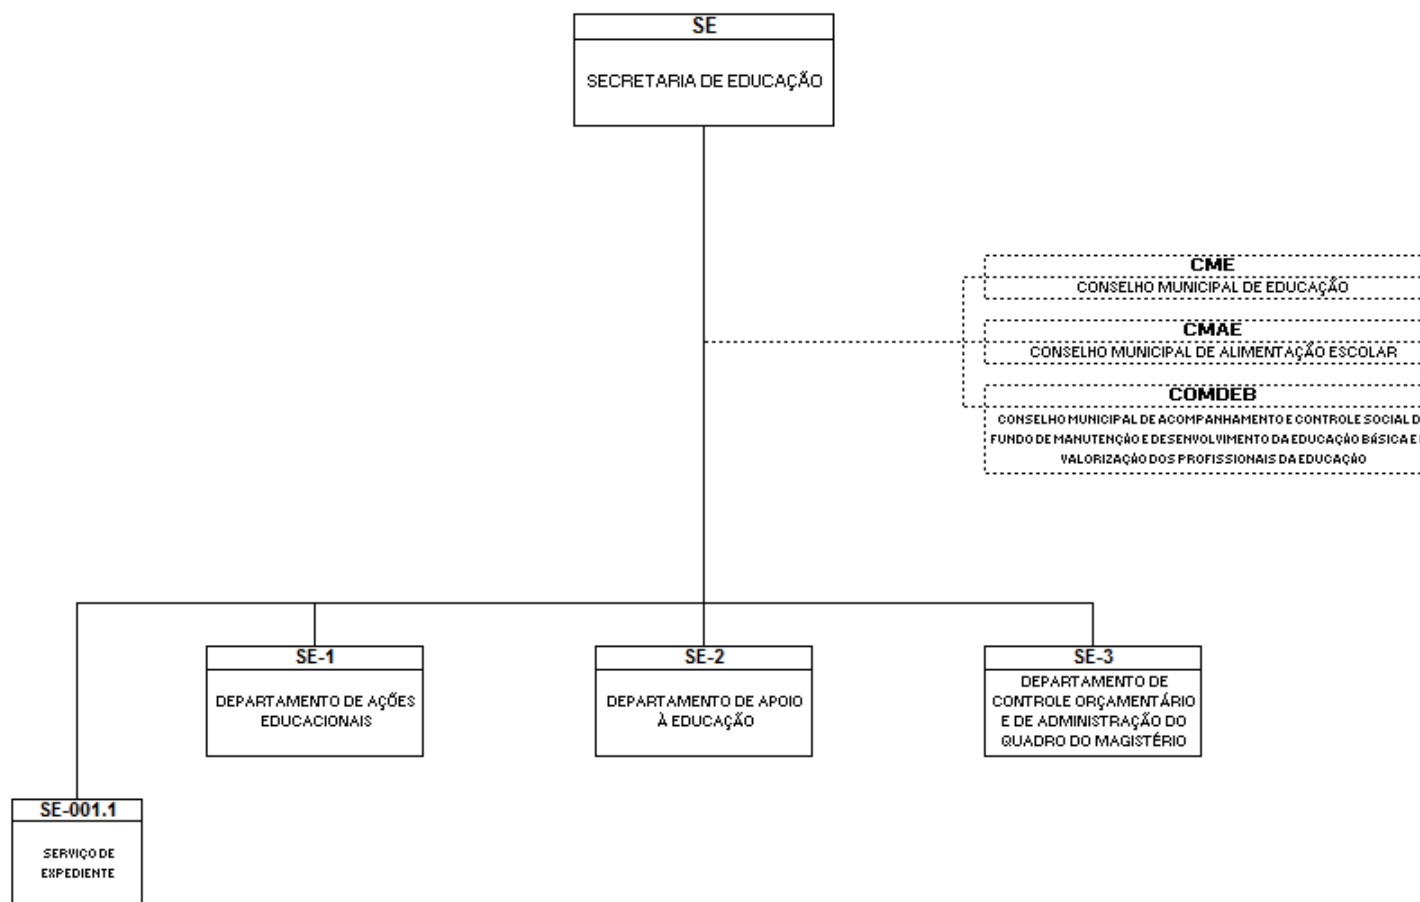 SE
SECRETARIA DE EDUCAÇÃO
CME
CONSELHO MUNICIPAL DE EDUCAÇÃO
CMAE
CONSELHO MUNICIPAL DE ALIMENTAÇÃO ESCOLAR
COMDEB
CONSELHO MUNICIPAL DE ACOMPANHAMENTO E CONTROLE SOCIAL D
FUNDO DE MANUTENÇÃO E DESENVOLVIMENTO DA EDUCAÇÃO BÁSICA E
VALORIZAÇÃO DOS PROFISSIONAIS DA EDUCAÇÃO
SE-1
DEPARTAMENTO DE AÇÕES
EDUCACIONAIS
SE-2
DEPARTAMENTO DE APOIO
À EDUCAÇÃO
SE-3
DEPARTAMENTO DE
CONTROLE ORÇAMENTÁRIO
E DE ADMINISTRAÇÃO DO
QUADRO DO MAGISTÉRIO
SE-001.1
SERVIÇO DE
EXPEDIENTE